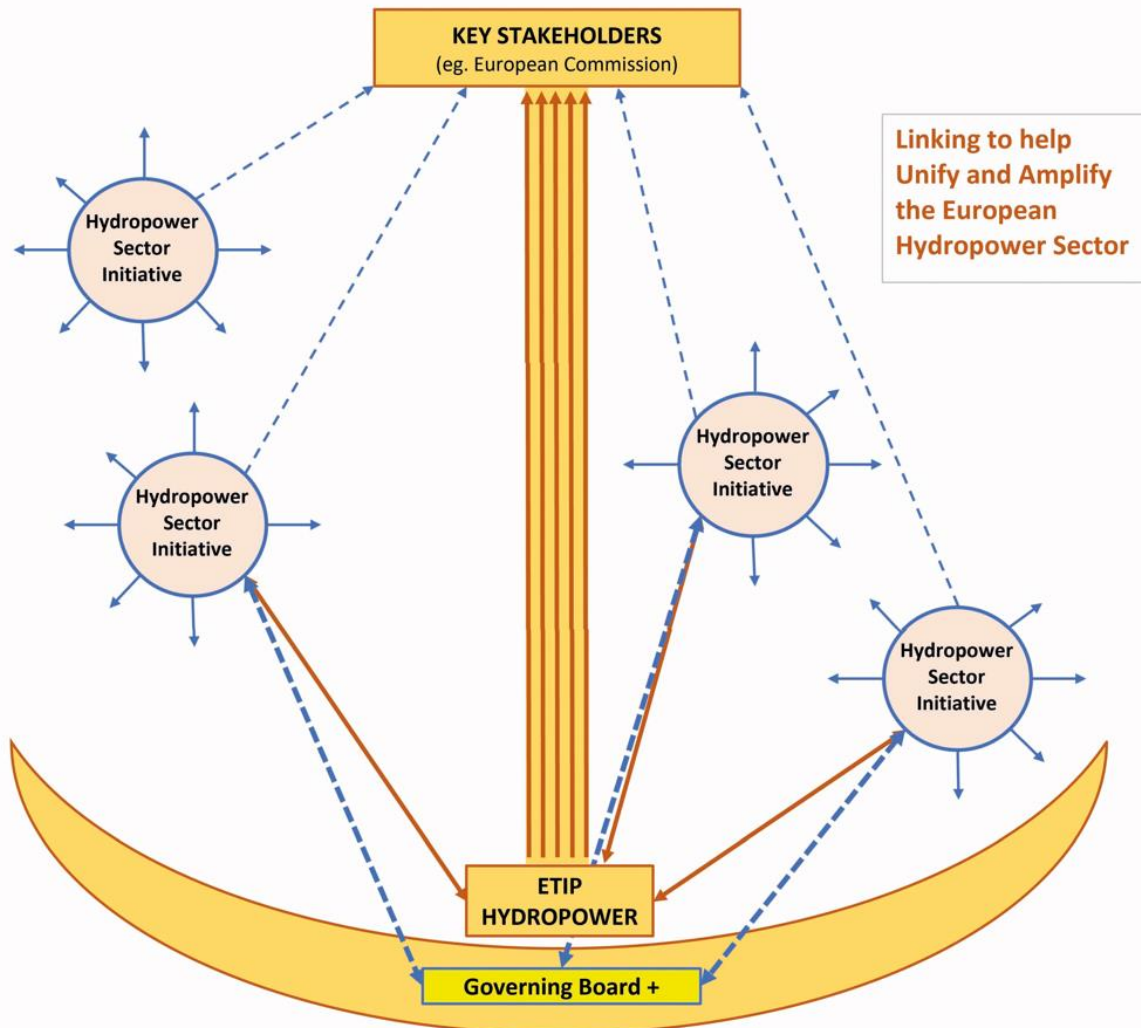 KEY STAKEHOLDERS
(eg. European Commission)
Linking to help
Unify and Amplify
the European
Hydropower Sector
Hydropower
Sector
Initiative
Hydropower
Sector
Initiative
Hydropower
Sector
Initiative
Hydropower
Sector
Initiative
ETIP
HYDROPOWER
Governing Board +